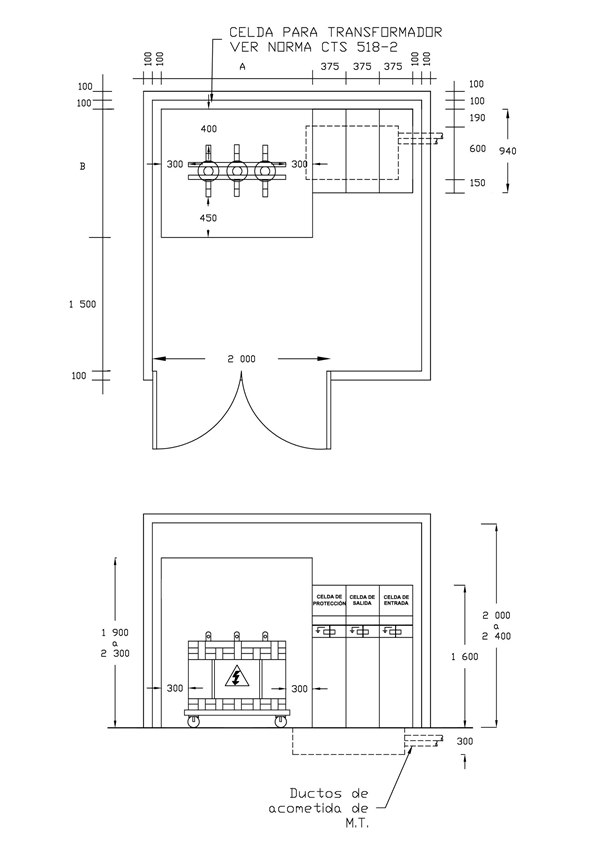 CELDA PARA TRANSFORMADOR
VER NORMA CTS 518-2
100
100
A
375
375
375
100
100
100
100
100
100
190
400
B
300
300
600
940
150
450
1 500
2 000
100
CELDA DE
PROTECCIÓN
CELDA DE
SALIDA
CELDA DE
ENTRADA
1 900
a
2 300
2 000
a
2 400
1 600
300
300
300
Ductos de
acometida de
M.T.